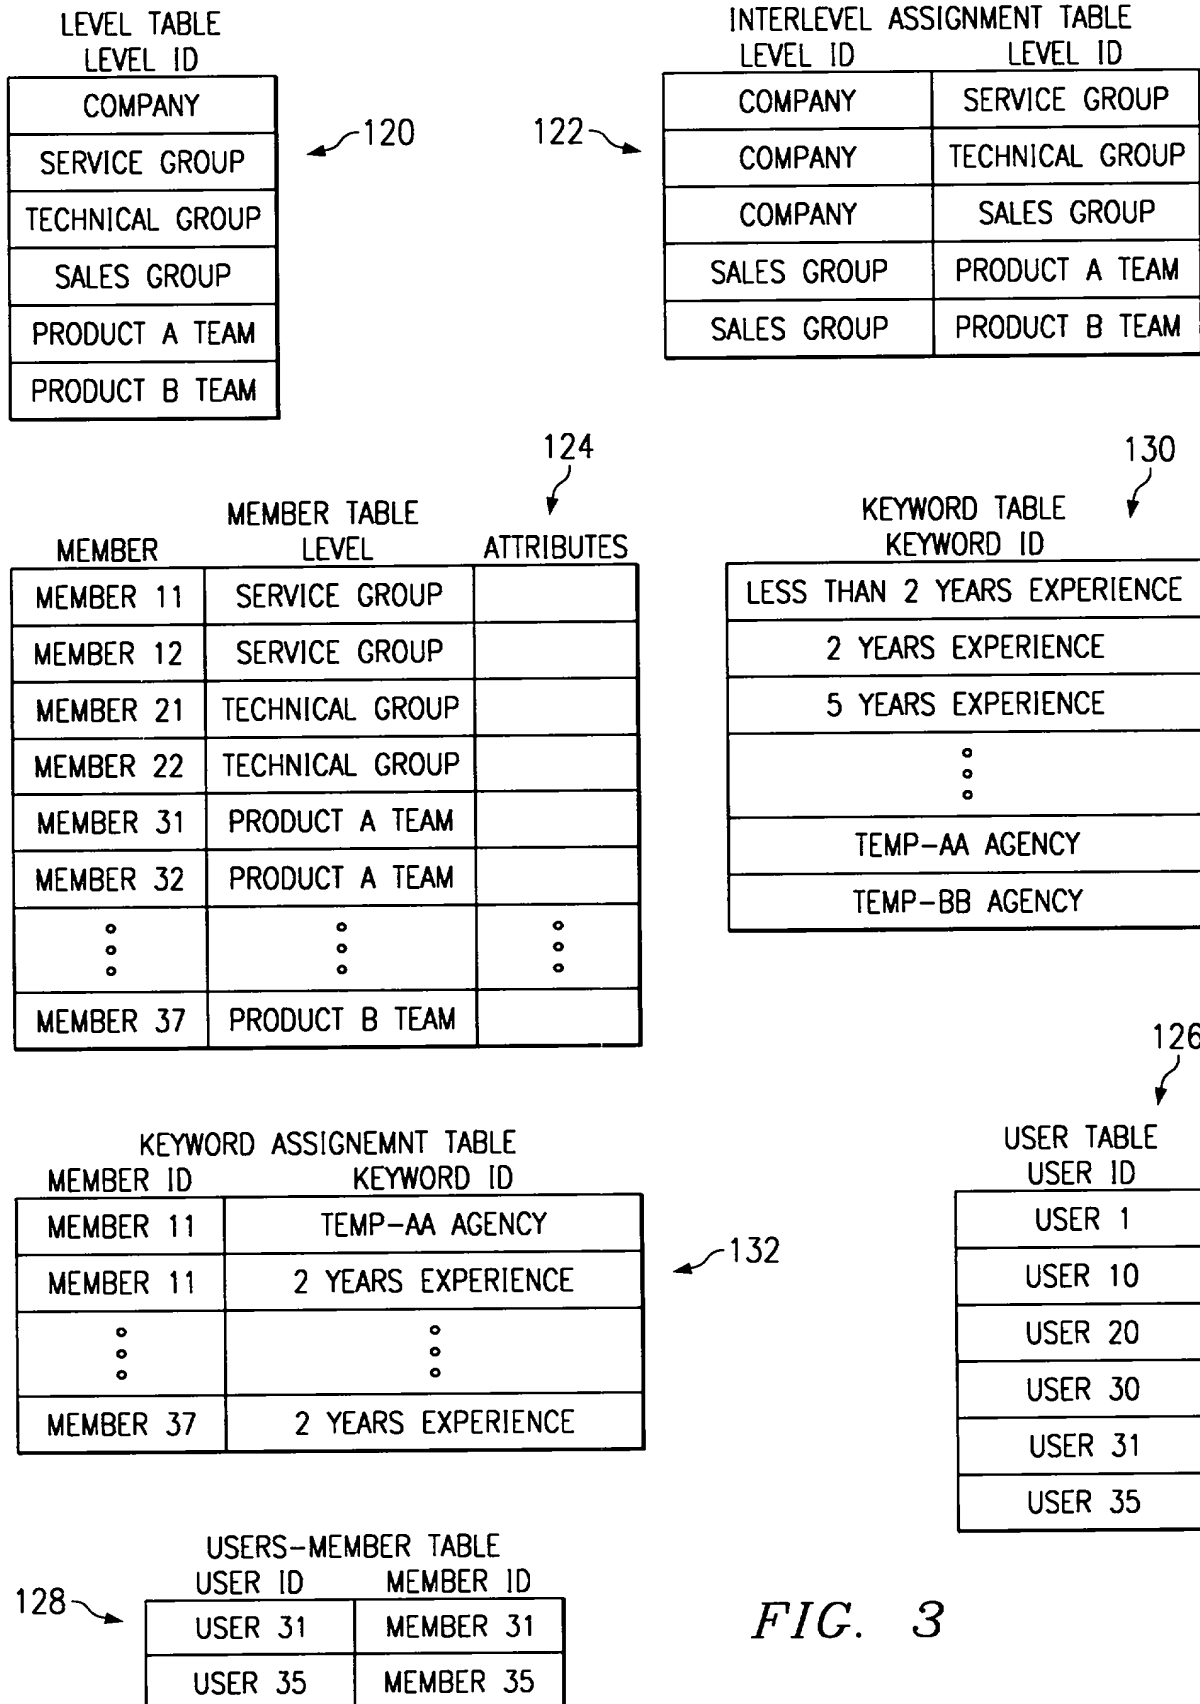 LEVEL TABLE
LEVEL ID
COMPANY
SERVICE GROUP
TECHNICAL GROUP
SALES GROUP
PRODUCT A TEAM
PRODUCT B TEAM
120
INTERLEVEL ASSIGNMENT TABLE
LEVEL ID LEVEL ID
COMPANY SERVICE GROUP
COMPANY TECHNICAL GROUP
COMPANY SALES GROUP
SALES GROUP PRODUCT A TEAM
SALES GROUP PRODUCT B TEAM
122
124
MEMBER TABLE
MEMBER LEVEL ATTRIBUTES
MEMBER 11 SERVICE GROUP
MEMBER 12 SERVICE GROUP
MEMBER 21 TECHNICAL GROUP
MEMBER 22 TECHNICAL GROUP
MEMBER 31 PRODUCT A TEAM
MEMBER 32 PRODUCT A TEAM
MEMBER 37 PRODUCT B TEAM
130
KEYWORD TABLE
KEYWORD ID
LESS THAN 2 YEARS EXPERIENCE
2 YEARS EXPERIENCE
5 YEARS EXPERIENCE
TEMP-AA AGENCY
TEMP-BB AGENCY
KEYWORD ASSIGNEMNT TABLE
MEMBER ID KEYWORD ID
MEMBER 11 TEMP-AA AGENCY
MEMBER 11 2 YEARS EXPERIENCE
MEMBER 37 2 YEARS EXPERIENCE
132
126
USER TABLE
USER ID
USER 1
USER 10
USER 20
USER 30
USER 31
USER 35
USERS-MEMBER TABLE
USER ID MEMBER ID
128
USER 31 MEMBER 31
USER 35 MEMBER 35
FIG. 3